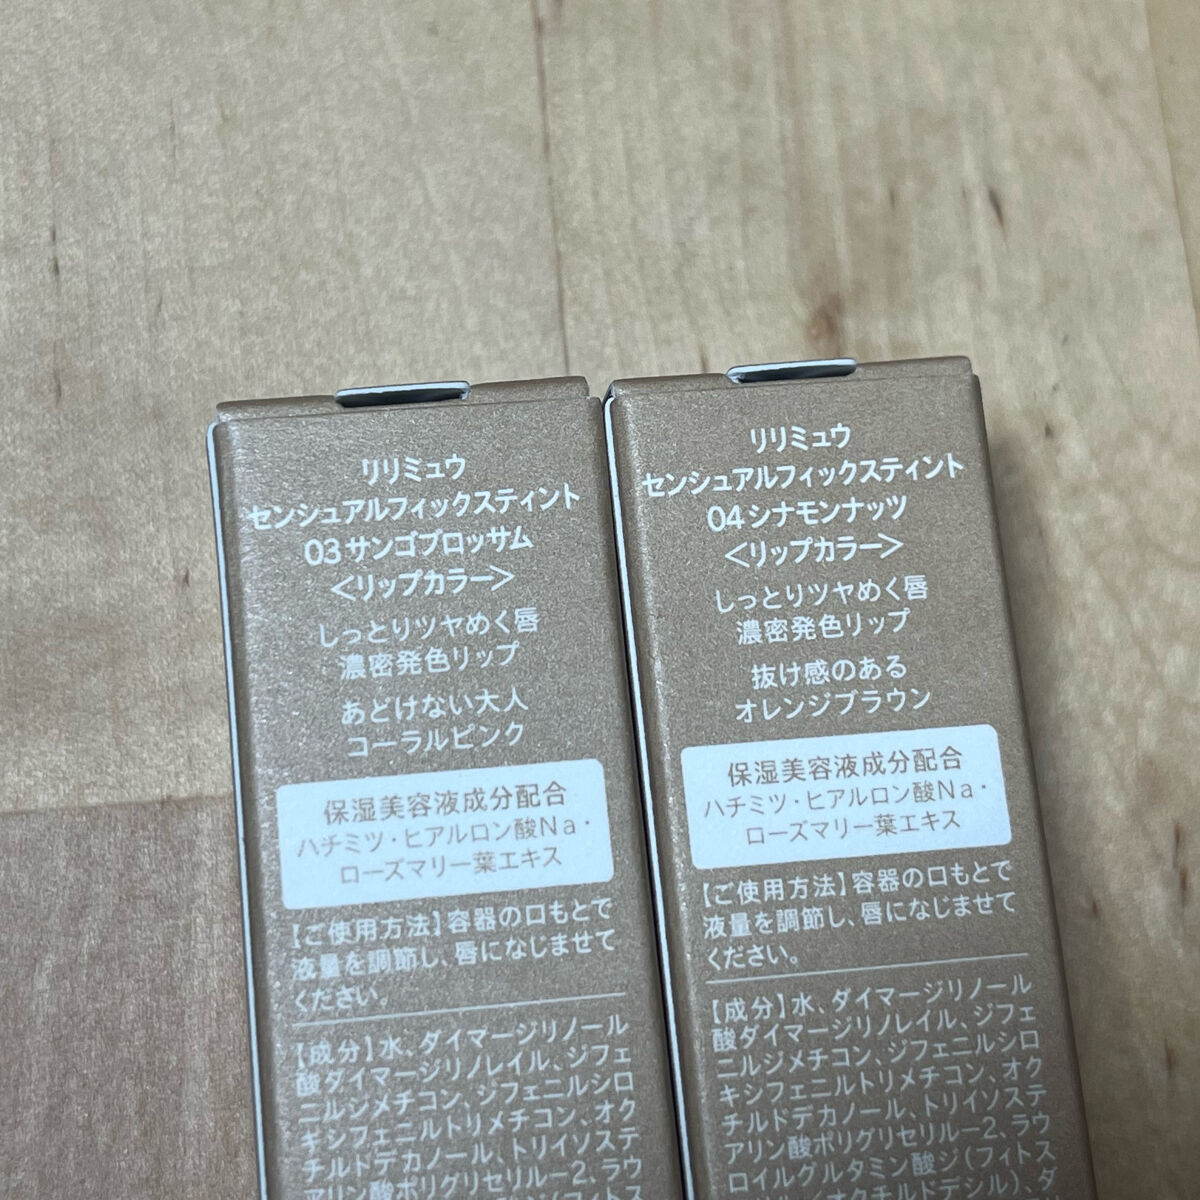 リリミュウ
センシュアルフィックスティント
03サンゴブロッサム
<リップカラー>
しっとりツヤめく唇
濃密発色リップ
あどけない大人
コーラルピンク
保湿美容液成分配合
ハチミツ・ヒアルロン酸Na・
ローズマリー葉エキス
【ご使用方法】容器の口もとで
液量を調節し、唇になじませて
ください。
【成分】水、ダイマージリノール
酸ダイマージリノレイル、ジフェ
ニルジメチコン、ジフェニルシロ
キシフェニルトリメチコン、オク
チルドデカノール、トリイソステ
アリン酸ポリグリセリル-2、ラウ
リリミュウ
センシュアルフィックスティント
04シナモンナッツ
<リップカラー>
しっとりツヤめく唇
濃密発色リップ
抜け感のある
オレンジブラウン
保湿美容液成分配合
ハチミツ・ヒアルロン酸Na・
ローズマリー葉エキス
【ご使用方法】容器の口もとで
液量を調節し、唇になじませて
ください。
【成分】水、ダイマージリノール
酸ダイマージリノレイル、ジフェ
ニルジメチコン、ジフェニルシロ
キシフェニルトリメチコン、オク
チルドデカノール、トリイソステ
アリン酸ポリグリセリル-2、ラウ
ロイルグルタミン酸ジ(フィトス